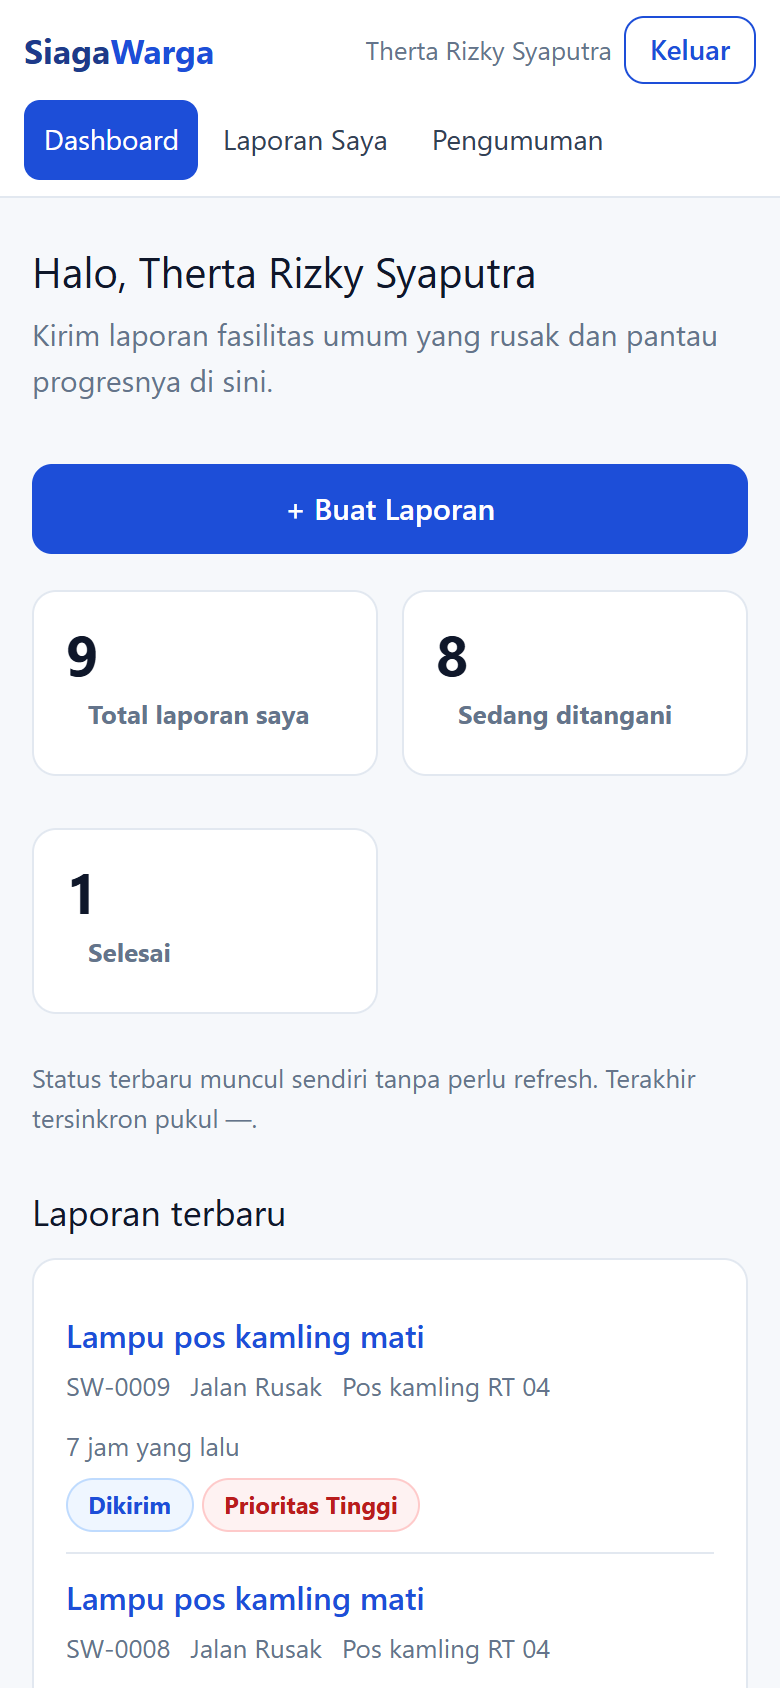 SiagaWarga
Therta Rizky Syaputra
Keluar
Dashboard
Laporan Saya
Pengumuman
Halo, Therta Rizky Syaputra
Kirim laporan fasilitas umum yang rusak dan pantau
progresnya di sini.
+ Buat Laporan
9
Total laporan saya
8
Sedang ditangani
1
Selesai
Status terbaru muncul sendiri tanpa perlu refresh. Terakhir
tersinkron pukul —.
Laporan terbaru
Lampu pos kamling mati
SW-0009 Jalan Rusak Pos kamling RT 04
7 jam yang lalu
Dikirim
Prioritas Tinggi
Lampu pos kamling mati
SW-0008 Jalan Rusak Pos kamling RT 04